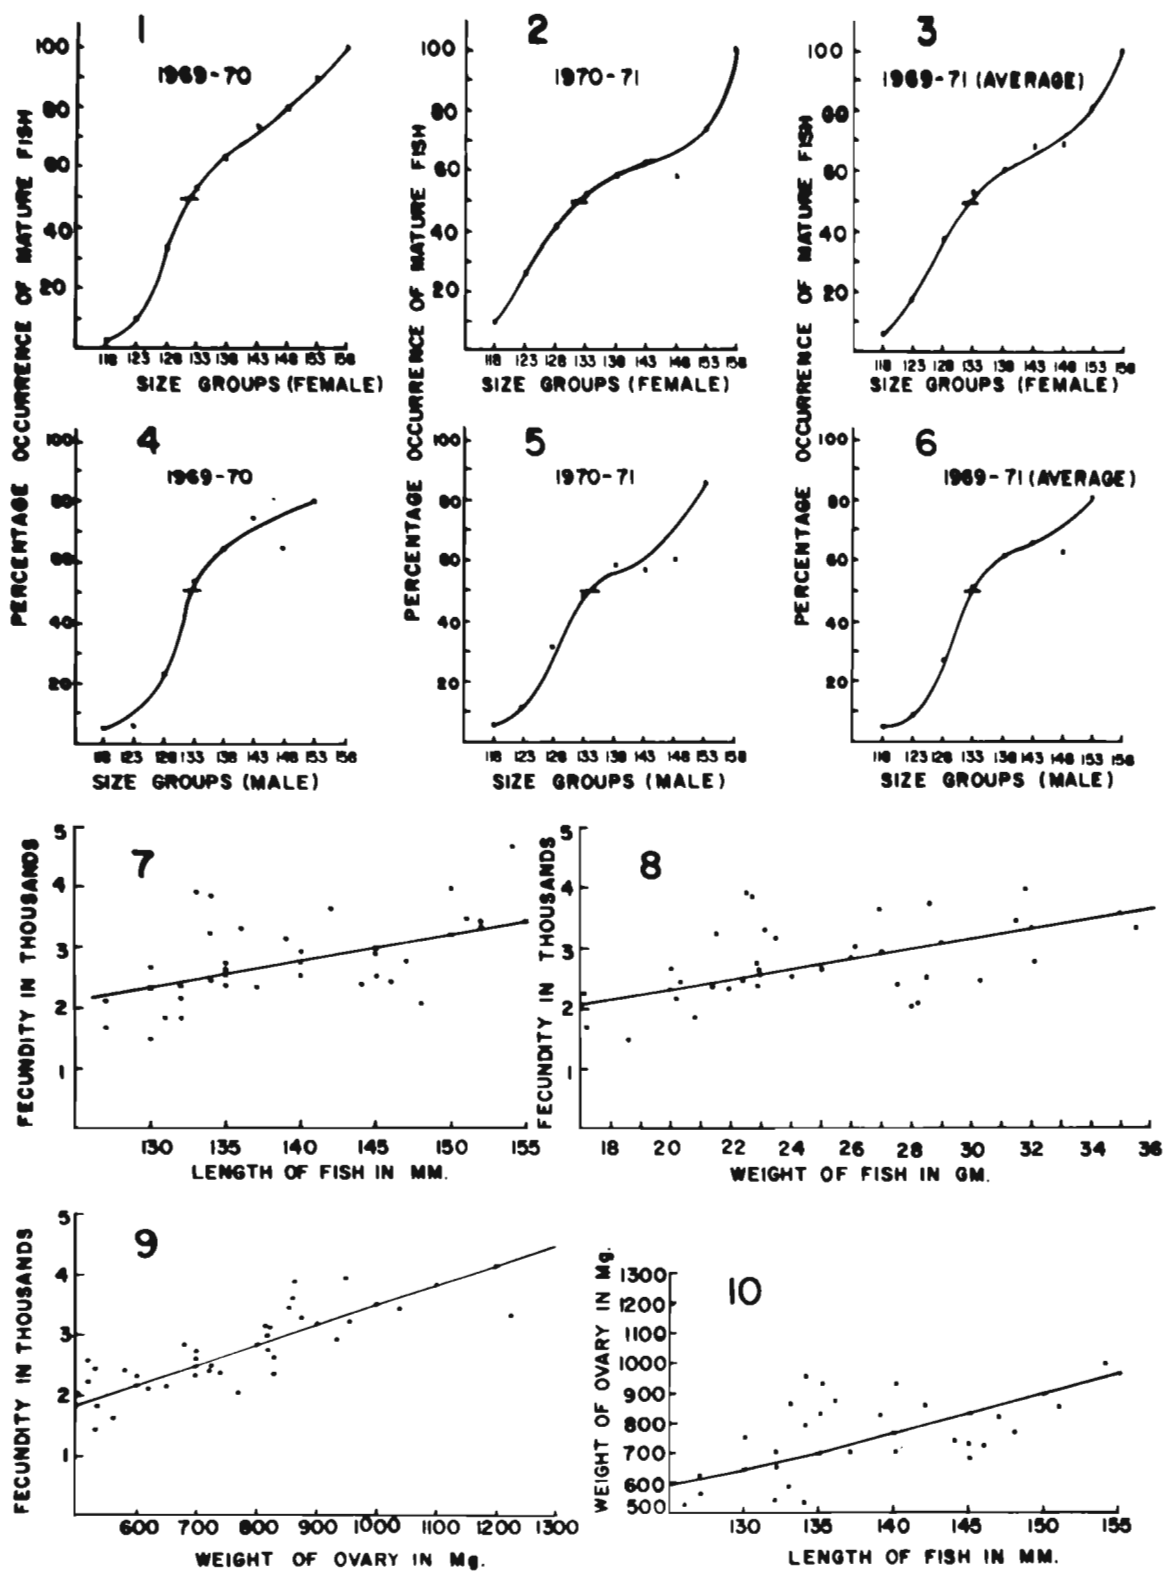 1
1969-70
PERCENTAGE OCCURRENCE OF MATURE FISH
100
80
60
40
20
118 123 128 133 138 143 148 153 158
SIZE GROUPS (FEMALE)
2
1970-71
PERCENTAGE OCCURRENCE OF MATURE FISH
100
80
60
40
20
118 123 128 133 138 143 148 153 158
SIZE GROUPS (FEMALE)
3
1969-71 (AVERAGE)
PERCENTAGE OCCURRENCE OF MATURE FISH
100
80
60
40
20
118 123 128 133 138 143 148 153 158
SIZE GROUPS (FEMALE)
4
1969-70
100
80
60
40
20
118 123 128 133 138 143 148 153 158
SIZE GROUPS (MALE)
5
1970-71
100
80
60
40
20
118 123 128 133 138 143 148 153 158
SIZE GROUPS (MALE)
6
1969-71 (AVERAGE)
100
80
60
40
20
118 123 128 133 138 143 148 153 158
SIZE GROUPS (MALE)
7
FECUNDITY IN THOUSANDS
5
4
3
2
1
130 135 140 145 150 155
LENGTH OF FISH IN MM.
8
FECUNDITY IN THOUSANDS
5
4
3
2
1
18 20 22 24 26 28 30 32 34 36
WEIGHT OF FISH IN GM.
9
FECUNDITY IN THOUSANDS
5
4
3
2
1
600 700 800 900 1000 1100 1200 1300
WEIGHT OF OVARY IN Mg.
10
WEIGHT OF OVARY IN Mg.
1300
1200
1100
1000
900
800
700
600
500
130 135 140 145 150 155
LENGTH OF FISH IN MM.